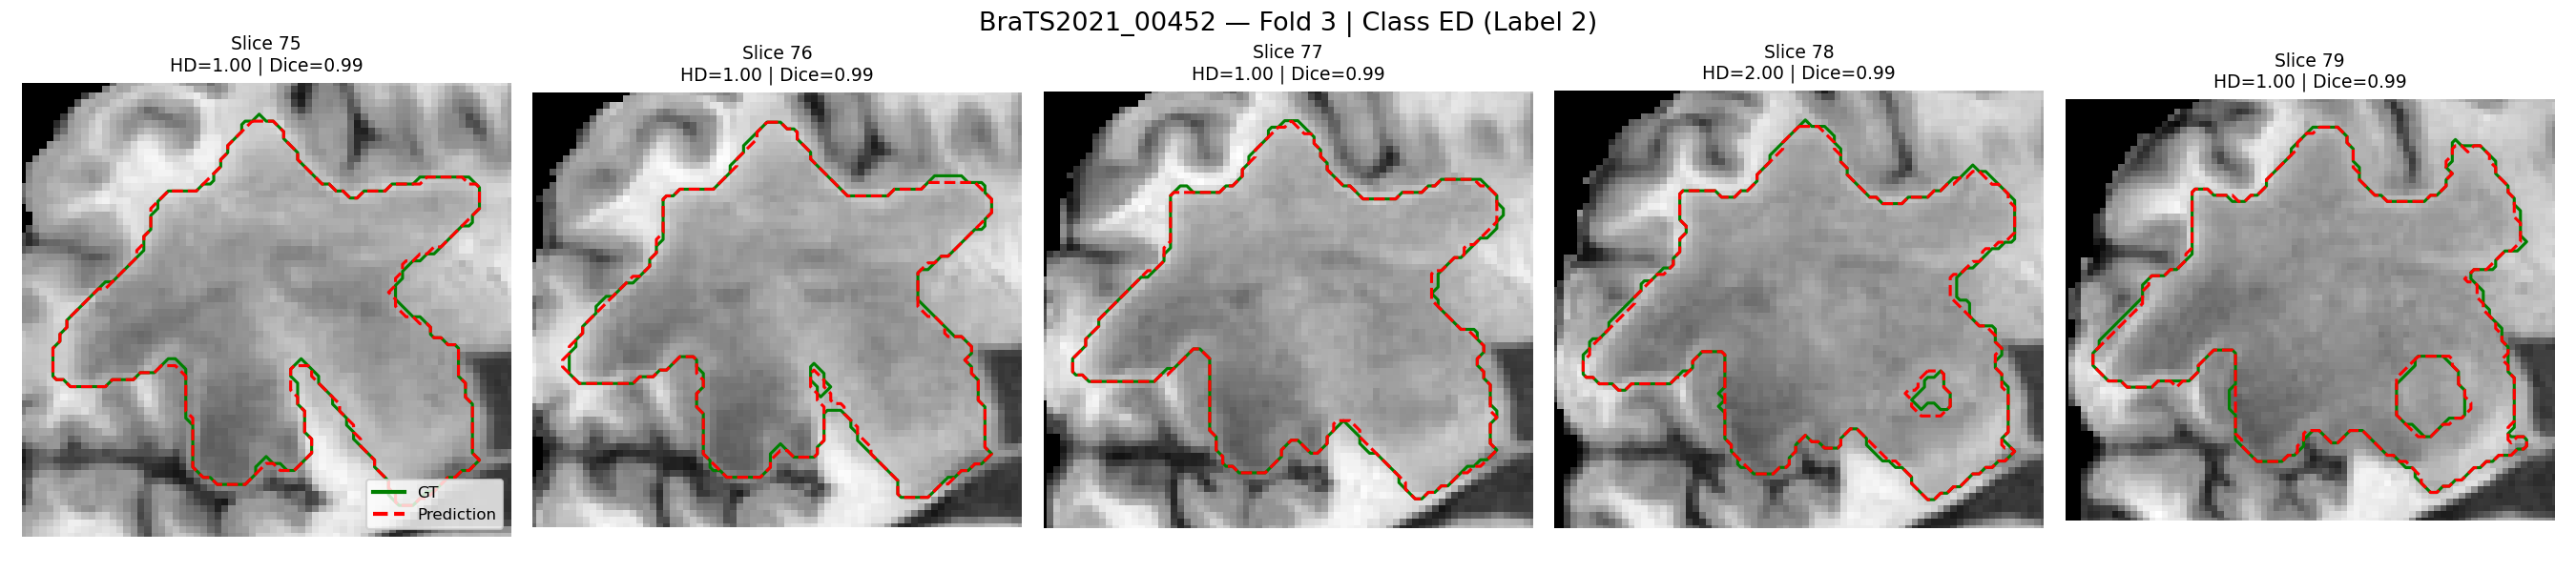 BraTS2021_00452 — Fold 3 | Class ED (Label 2)
Slice 75
HD=1.00 | Dice=0.99
Slice 76
HD=1.00 | Dice=0.99
Slice 77
HD=1.00 | Dice=0.99
Slice 78
HD=2.00 | Dice=0.99
Slice 79
HD=1.00 | Dice=0.99
GT
Prediction